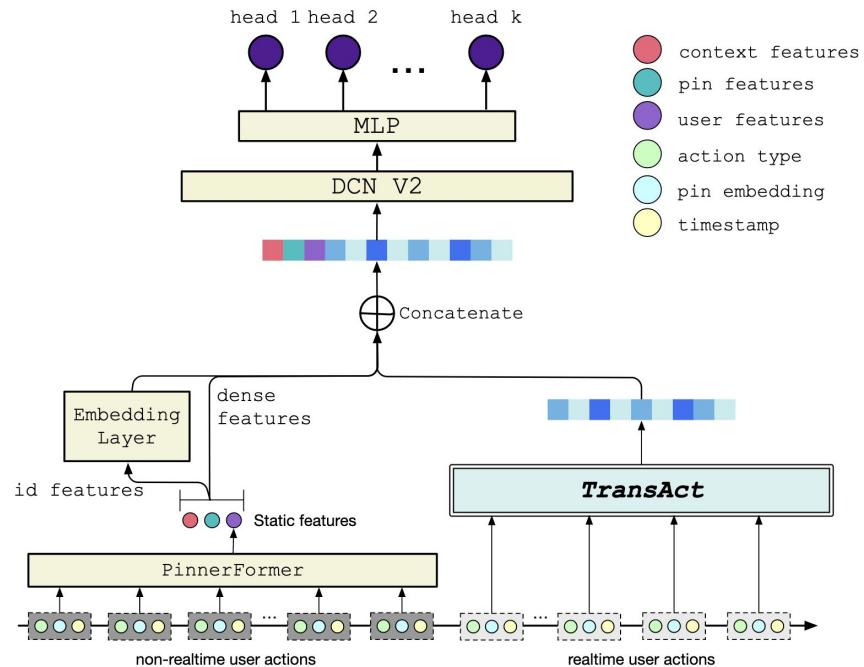 head 1 head 2 ... head k
context features
pin features
user features
action type
pin embedding
timestamp
MLP
DCN V2
Concatenate
dense
features
Embedding
Layer
id features
Static features
TransAct
PinnerFormer
...
...
non-realtime user actions
realtime user actions